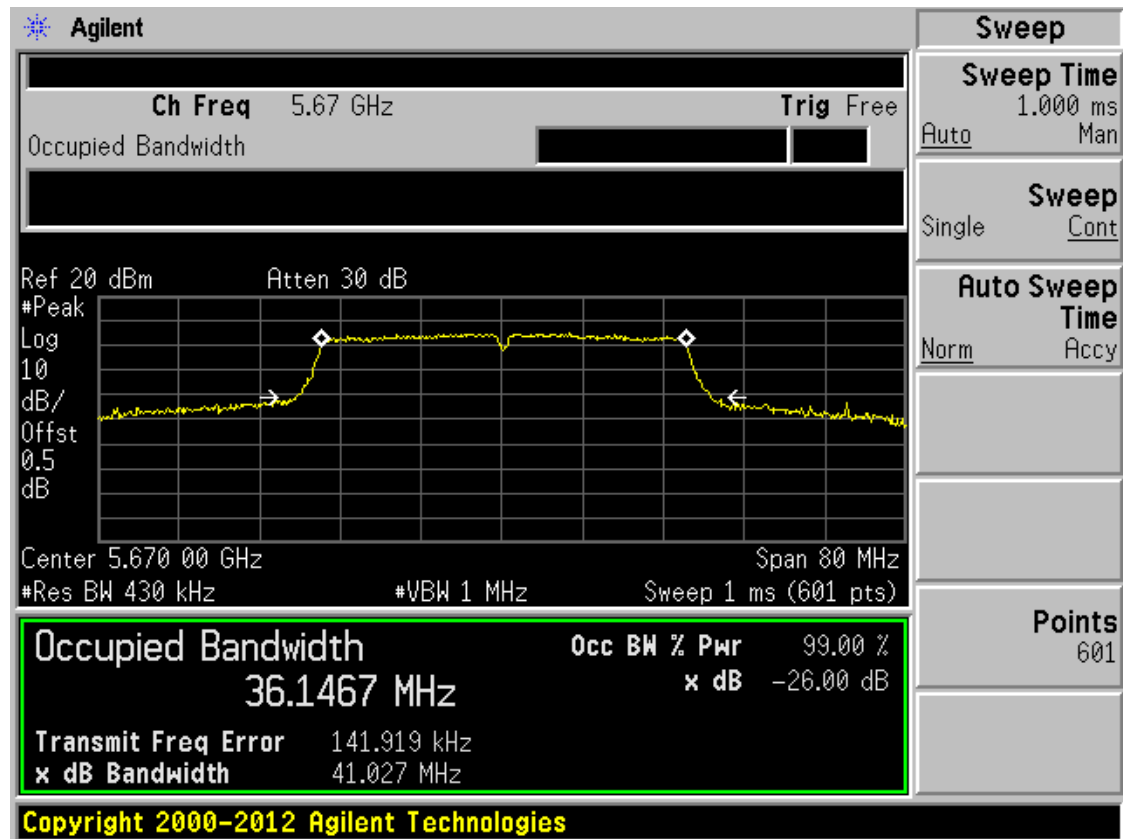 Agilent
Sweep
Sweep Time
1.000 ms
Auto Man
Ch Freq 5.67 GHz Trig Free
Occupied Bandwidth
Sweep
Single Cont
Ref 20 dBm Atten 30 dB
#Peak
Log
10
dB/
Offst
0.5
dB
Auto Sweep
Time
Norm Accy
Center 5.670 00 GHz Span 80 MHz
#Res BW 430 kHz #VBW 1 MHz Sweep 1 ms (601 pts)
Points
601
Occupied Bandwidth Occ BW % Pwr 99.00 %
36.1467 MHz x dB -26.00 dB
Transmit Freq Error 141.919 kHz
x dB Bandwidth 41.027 MHz
Copyright 2000-2012 Agilent Technologies